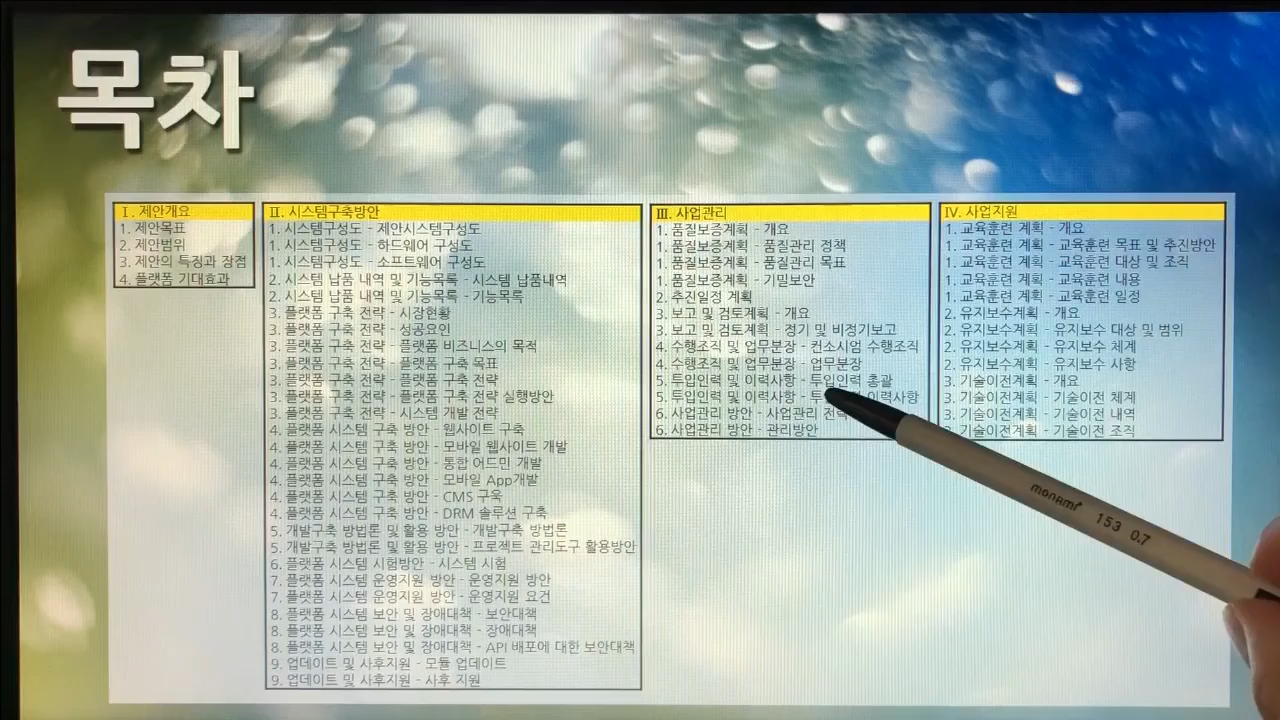 목차
Ⅰ. 제안개요
1. 제안목표
2. 제안범위
3. 제안의 특징과 장점
4. 플랫폼 기대효과
Ⅱ. 시스템구축방안
1. 시스템구성도 - 제안시스템구성도
1. 시스템구성도 - 하드웨어 구성도
1. 시스템구성도 - 소프트웨어 구성도
2. 시스템 납품 내역 및 기능목록 - 시스템 납품내역
2. 시스템 납품 내역 및 기능목록 - 기능목록
3. 플랫폼 구축 전략 - 시장현황
3. 플랫폼 구축 전략 - 성공요인
3. 플랫폼 구축 전략 - 플랫폼 비즈니스의 목적
3. 플랫폼 구축 전략 - 플랫폼 구축 목표
3. 플랫폼 구축 전략 - 플랫폼 구축 전략
3. 플랫폼 구축 전략 - 플랫폼 구축 전략 실행방안
3. 플랫폼 구축 전략 - 시스템 개발 전략
4. 플랫폼 시스템 구축 방안 - 웹사이트 구축
4. 플랫폼 시스템 구축 방안 - 모바일 웹사이트 개발
4. 플랫폼 시스템 구축 방안 - 통합 어드민 개발
4. 플랫폼 시스템 구축 방안 - 모바일 App개발
4. 플랫폼 시스템 구축 방안 - CMS 구욱
4. 플랫폼 시스템 구축 방안 - DRM 솔루션 구축
5. 개발구축 방법론 및 활용 방안 - 개발구축 방법론
5. 개발구축 방법론 및 활용 방안 - 프로젝트 관리도구 활용방안
6. 플랫폼 시스템 시험방안 - 시스템 시험
7. 플랫폼 시스템 운영지원 방안 - 운영지원 방안
7. 플랫폼 시스템 운영지원 방안 - 운영지원 요건
8. 플랫폼 시스템 보안 및 장애대책 - 보안대책
8. 플랫폼 시스템 보안 및 장애대책 - 장애대책
8. 플랫폼 시스템 보안 및 장애대책 - API 배포에 대한 보안대책
9. 업데이트 및 사후지원 - 모듈 업데이트
9. 업데이트 및 사후지원 - 사후 지원
Ⅲ. 사업관리
1. 품질보증계획 - 개요
1. 품질보증계획 - 품질관리 정책
1. 품질보증계획 - 품질관리 목표
1. 품질보증계획 - 기밀보안
2. 추진일정 계획
3. 보고 및 검토계획 - 개요
3. 보고 및 검토계획 - 정기 및 비정기보고
4. 수행조직 및 업무분장 - 컨소시엄 수행조직
4. 수행조직 및 업무분장 - 업무분장
5. 투입인력 및 이력사항 - 투입인력 총괄
5. 투입인력 및 이력사항 - 이력사항
6. 사업관리 방안 - 사업관리 전략
6. 사업관리 방안 - 관리방안
Ⅳ. 사업지원
1. 교육훈련 계획 - 개요
1. 교육훈련 계획 - 교육훈련 목표 및 추진방안
1. 교육훈련 계획 - 교육훈련 대상 및 조직
1. 교육훈련 계획 - 교육훈련 내용
1. 교육훈련 계획 - 교육훈련 일정
2. 유지보수계획 - 개요
2. 유지보수계획 - 유지보수 대상 및 범위
2. 유지보수계획 - 유지보수 체계
2. 유지보수계획 - 유지보수 사항
3. 기술이전계획 - 개요
3. 기술이전계획 - 기술이전 체계
3. 기술이전계획 - 기술이전 내역
3. 기술이전계획 - 기술이전 조직
monami 153 0.7